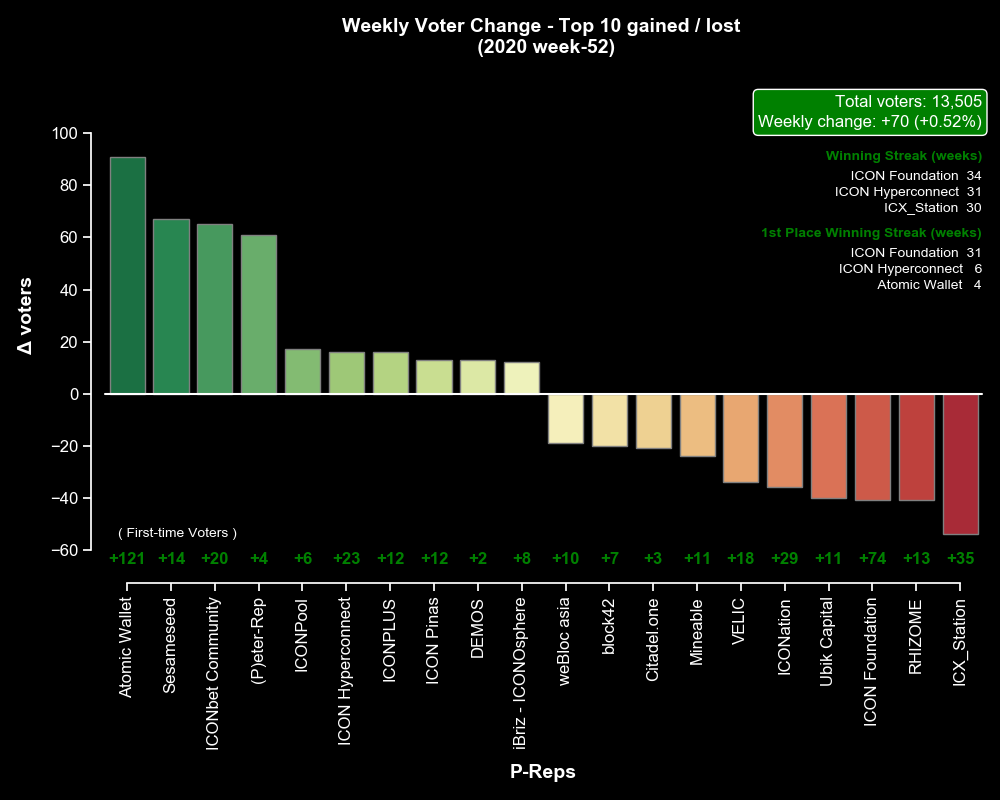 Weekly Voter Change - Top 10 gained / lost
(2020 week-52)
Total voters: 13,505
Weekly change: +70 (+0.52%)
Winning Streak (weeks)
ICON Foundation 34
ICON Hyperconnect 31
ICX_Station 30
1st Place Winning Streak (weeks)
ICON Foundation 31
ICON Hyperconnect 6
Atomic Wallet 4
Δ voters
100
80
60
40
20
0
−20
−40
−60
( First-time Voters )
+121 +14 +20 +4 +6 +23 +12 +12 +2 +8 +10 +7 +3 +11 +18 +29 +11 +74 +13 +35
Atomic Wallet
Sesameseed
ICONbet Community
(P)eter-Rep
ICONPool
ICON Hyperconnect
ICONPLUS
ICON Pinas
DEMOS
iBriz - ICONOsphere
weBloc asia
block42
Citadel.one
Mineable
VELIC
ICONation
Ubik Capital
ICON Foundation
RHIZOME
ICX_Station
P-Reps